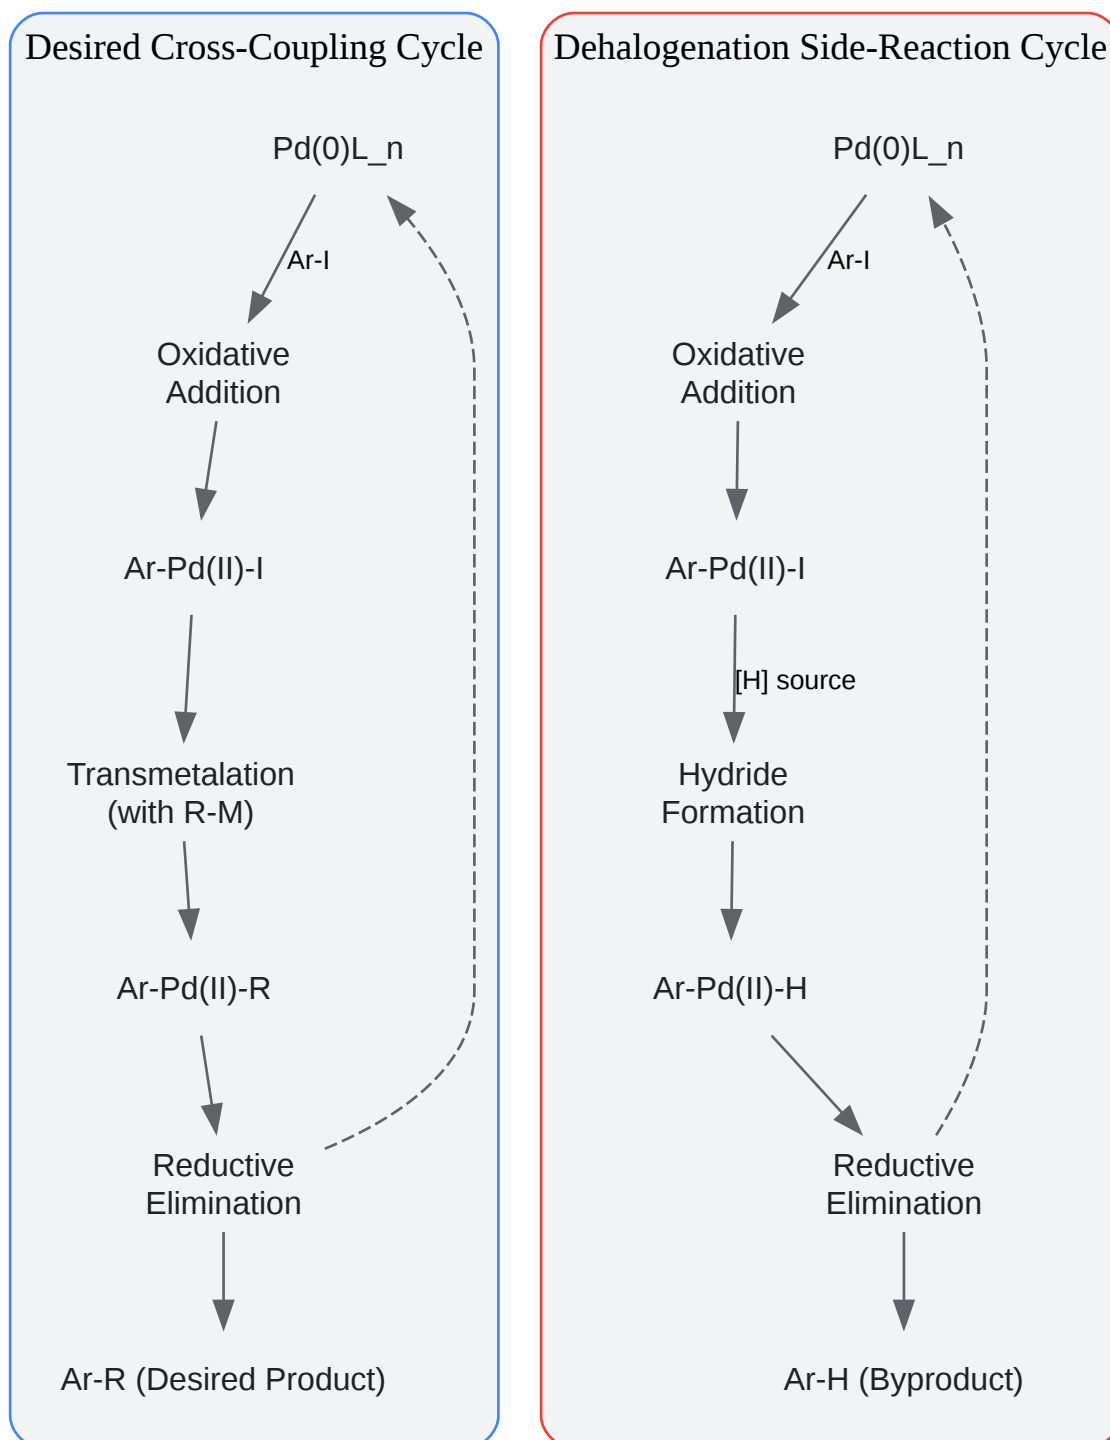 Desired Cross-Coupling Cycle
Pd(0)L_n
Ar-I
Oxidative
Addition
Ar-Pd(II)-I
Transmetalation
(with R-M)
Ar-Pd(II)-R
Reductive
Elimination
Ar-R (Desired Product)
Dehalogenation Side-Reaction Cycle
Pd(0)L_n
Ar-I
Oxidative
Addition
Ar-Pd(II)-I
[H] source
Hydride
Formation
Ar-Pd(II)-H
Reductive
Elimination
Ar-H (Byproduct)